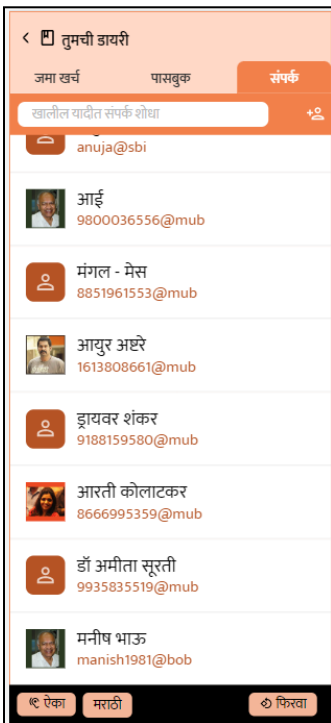 तुमची डायरी
जमा खर्च पासबुक संपर्क
खालील यादीत संपर्क शोधा
anuja@sbi
आई
9800036556@mub
मंगल - मेस
8851961553@mub
आयुर अष्टरे
1613808661@mub
ड्रायवर शंकर
9188159580@mub
आरती कोलाटकर
8666995359@mub
डॉ अमीता सूरती
9935835519@mub
मनीष भाऊ
manish1981@bob
ऐका मराठी फिरवा